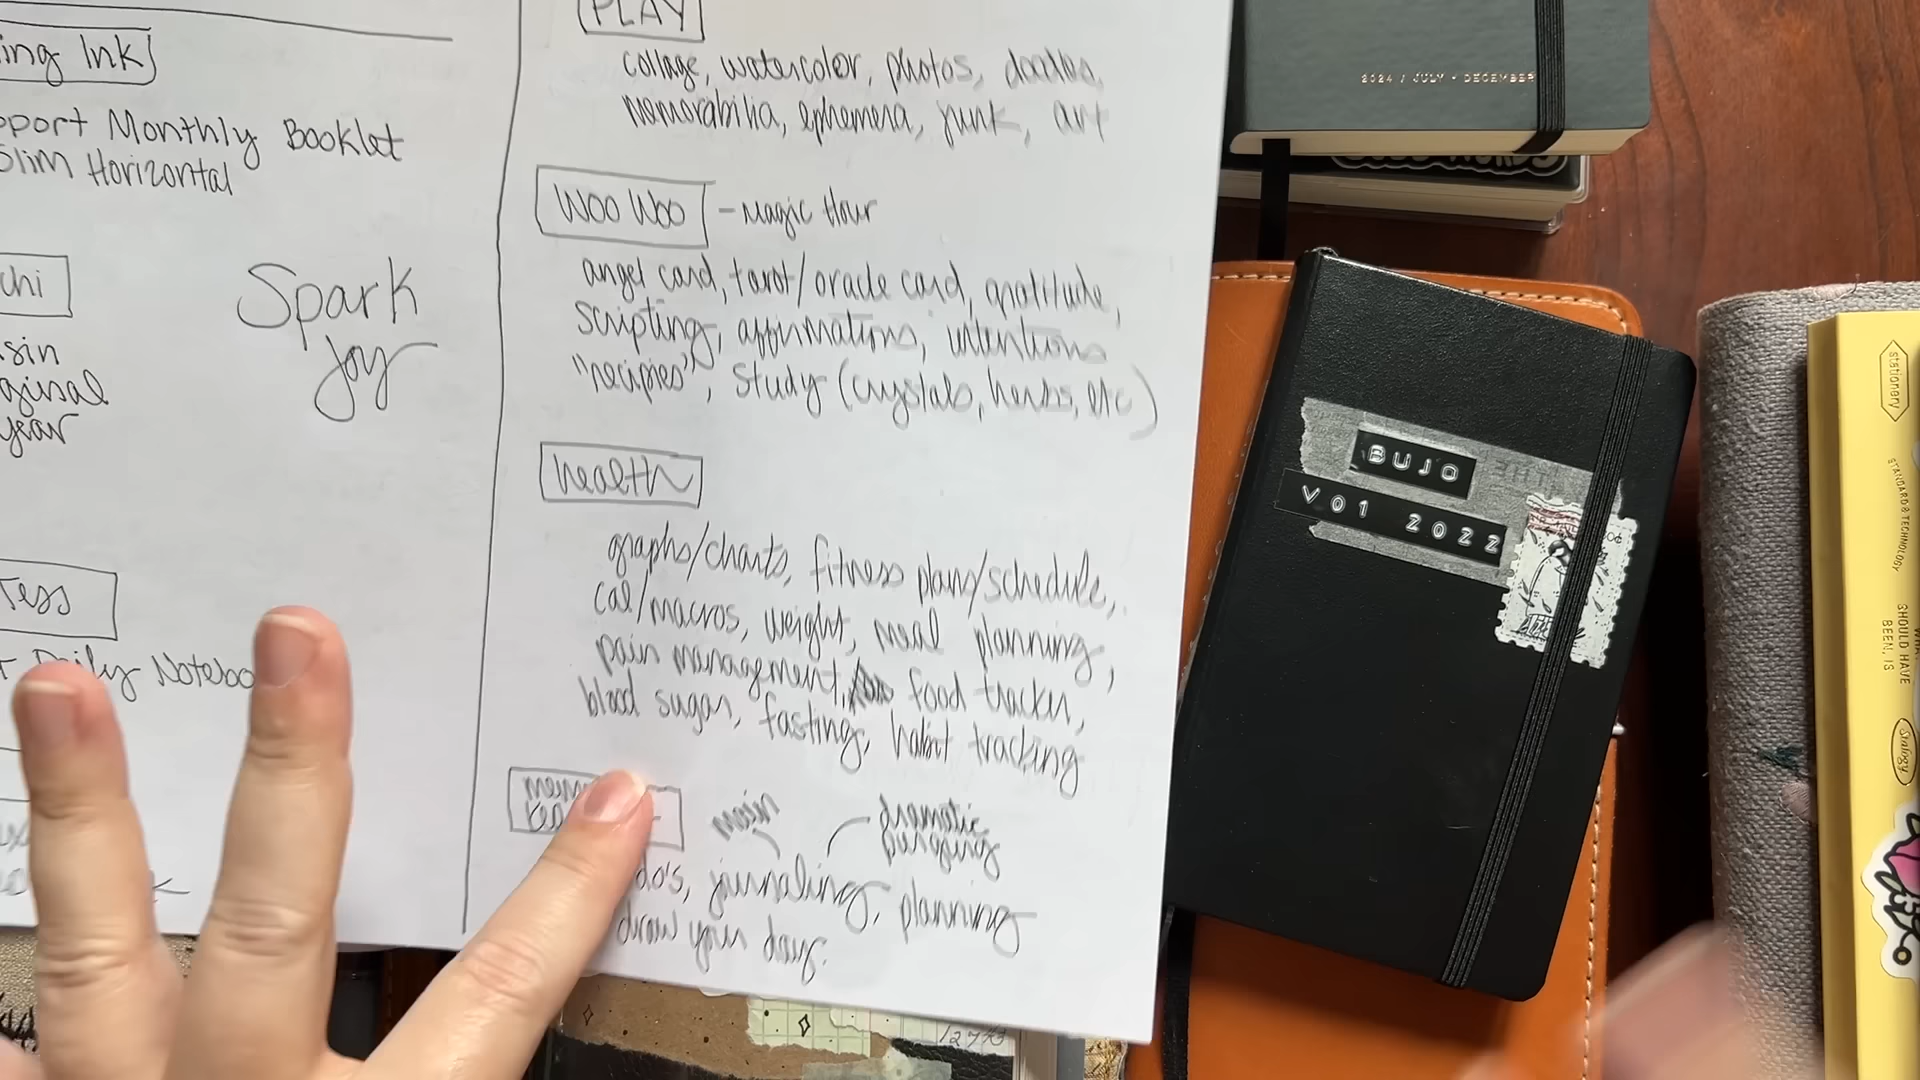 ing Ink
pport Monthly Booklet
Slim Horizontal
chi
sin
ginal
year
Spark
Joy
Tess
Daily Notebo
PLAY
collage, watercolor, photos, doodles,
memorabilia, ephemera, junk, art
Woo Woo - Magic Hour
angel card, tarot/oracle card, gratitude,
scripting, affirmations, intentions
"recipies", study (crystals, herbs, etc)
health
graphs/charts, fitness plans/schedule,
cal/macros, weight, meal planning,
pain management, food tracker,
blood sugar, fasting, habit tracking
main
dramatic
purging
do's, journaling, planning
draw your day.
2024 / JULY - DECEMBER
BUJO
V01 2022
stationery
STANDARD & TECHNOLOGY
SHOULD HAVE
BEEN, IS
Stalogy